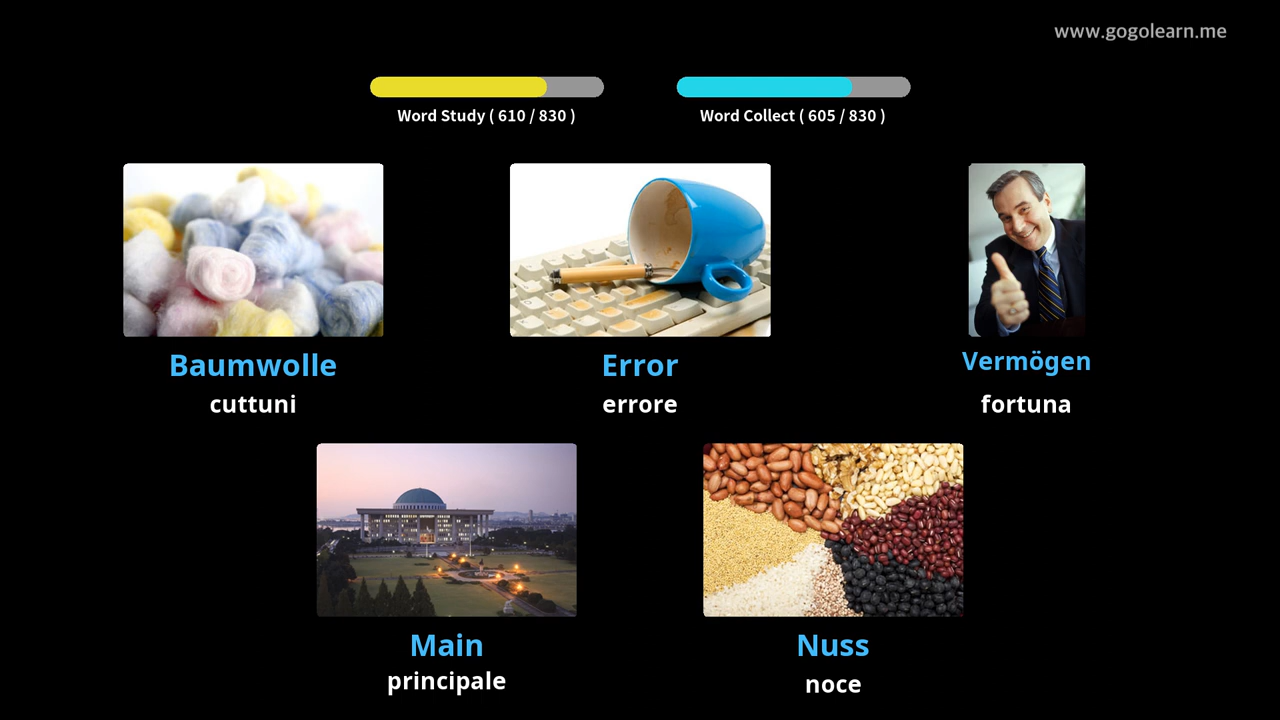 www.gogolearn.me
Word Study ( 610 / 830 )
Word Collect ( 605 / 830 )
Baumwolle
cuttuni
Error
errore
Vermögen
fortuna
Main
principale
Nuss
noce